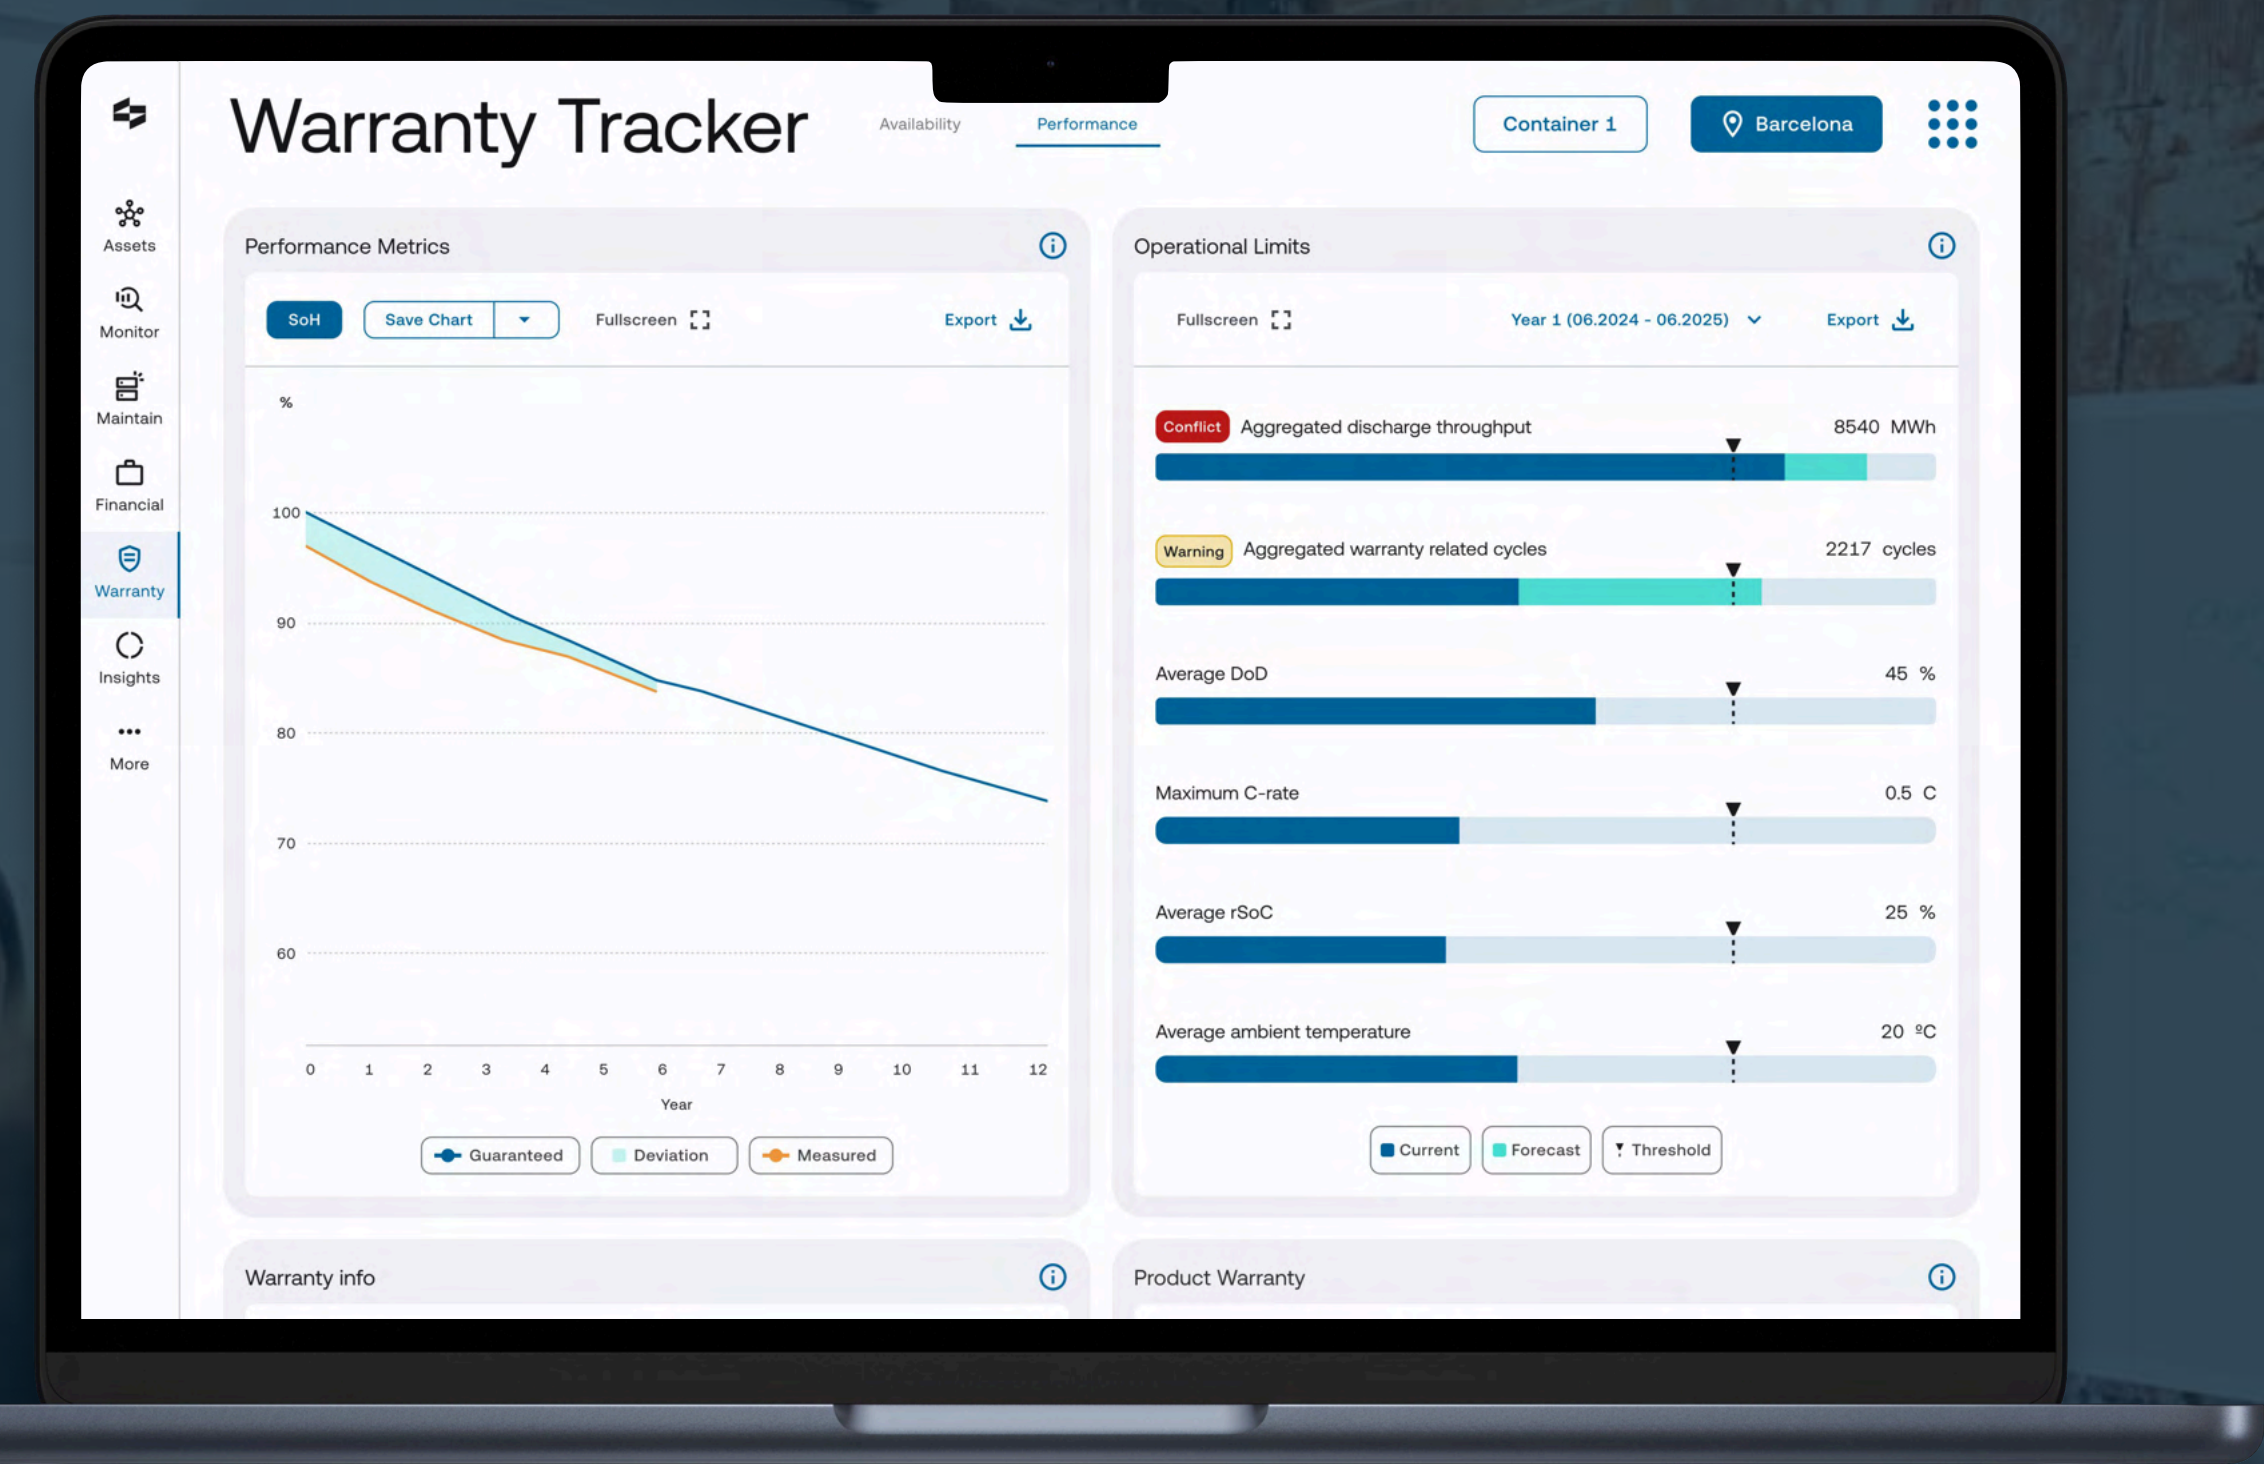 Warranty Tracker
Availability
Performance
Container 1
Barcelona
Assets
Monitor
Maintain
Financial
Warranty
Insights
More
Performance Metrics
SoH
Save Chart
Fullscreen
Export
%
100
90
80
70
60
0 1 2 3 4 5 6 7 8 9 10 11 12
Year
Guaranteed
Deviation
Measured
Operational Limits
Fullscreen
Year 1 (06.2024 - 06.2025)
Export
Conflict Aggregated discharge throughput 8540 MWh
Warning Aggregated warranty related cycles 2217 cycles
Average DoD 45 %
Maximum C-rate 0.5 C
Average rSoC 25 %
Average ambient temperature 20 ºC
Current
Forecast
Threshold
Warranty info
Product Warranty